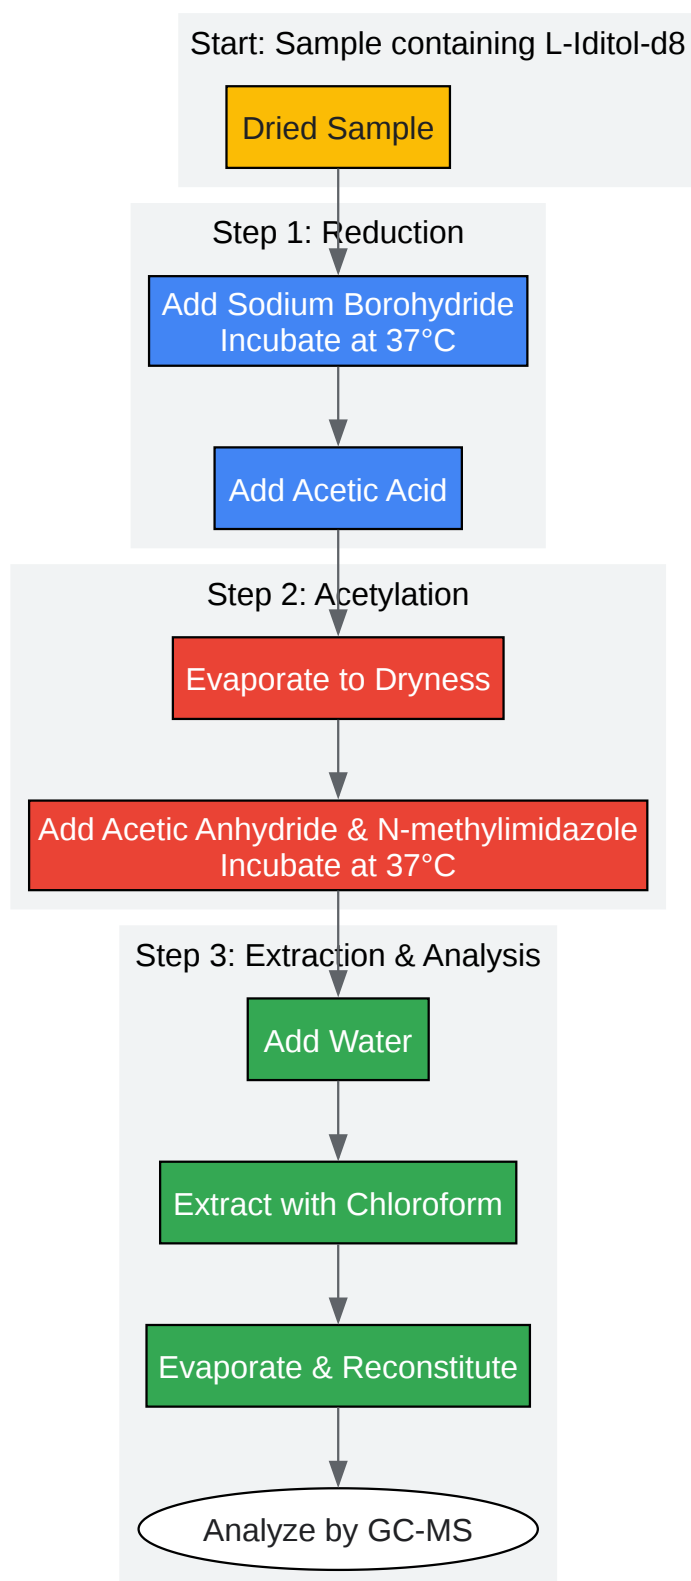 Start: Sample containing L-Iditol-d8
Dried Sample
Step 1: Reduction
Add Sodium Borohydride
Incubate at 37°C
Add Acetic Acid
Step 2: Acetylation
Evaporate to Dryness
Add Acetic Anhydride & N-methylimidazole
Incubate at 37°C
Step 3: Extraction & Analysis
Add Water
Extract with Chloroform
Evaporate & Reconstitute
Analyze by GC-MS